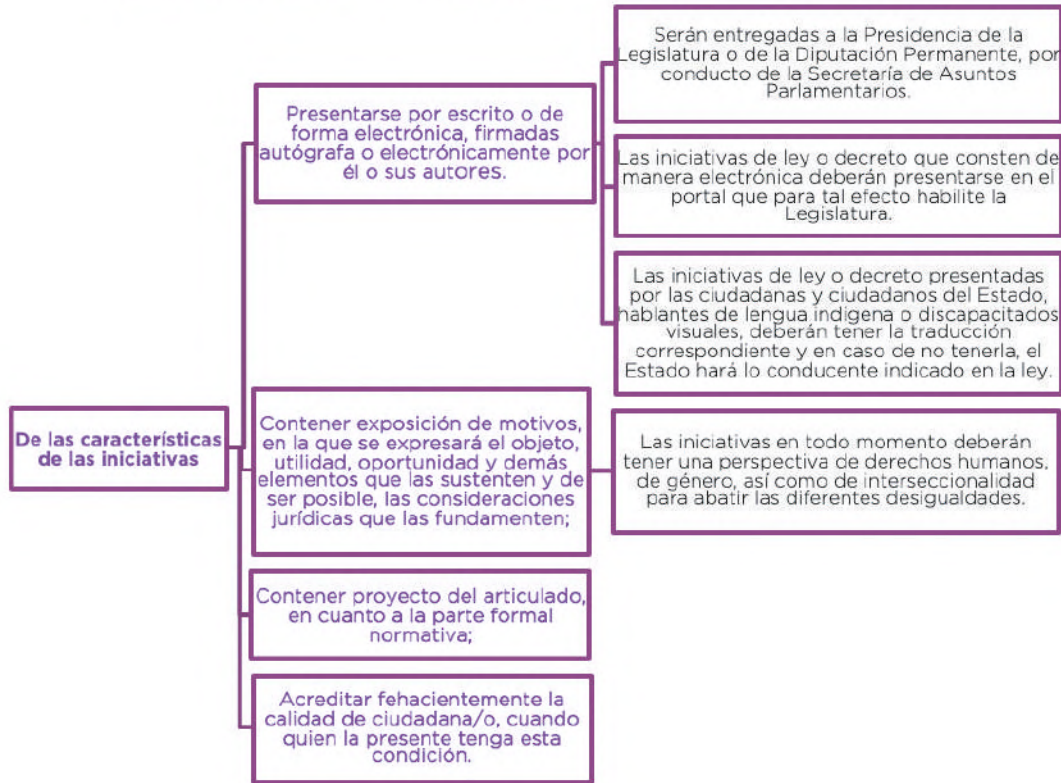 De las características
de las iniciativas
Presentarse por escrito o de
forma electrónica, firmadas
autógrafa o electrónicamente por
él o sus autores.
Serán entregadas a la Presidencia de la
Legislatura o de la Diputación Permanente, por
conducto de la Secretaría de Asuntos
Parlamentarios.
Las iniciativas de ley o decreto que consten de
manera electrónica deberán presentarse en el
portal que para tal efecto habilite la
Legislatura.
Las iniciativas de ley o decreto presentadas
por las ciudadanas y ciudadanos del Estado,
hablantes de lengua indígena o discapacitados
visuales, deberán tener la traducción
correspondiente y en caso de no tenerla, el
Estado hará lo conducente indicado en la ley.
Contener exposición de motivos,
en la que se expresará el objeto,
utilidad, oportunidad y demás
elementos que las sustenten y de
ser posible, las consideraciones
jurídicas que las fundamenten;
Las iniciativas en todo momento deberán
tener una perspectiva de derechos humanos,
de género, así como de interseccionalidad
para abatir las diferentes desigualdades.
Contener proyecto del articulado,
en cuanto a la parte formal
normativa;
Acreditar fehacientemente la
calidad de ciudadana/o, cuando
quien la presente tenga esta
condición.